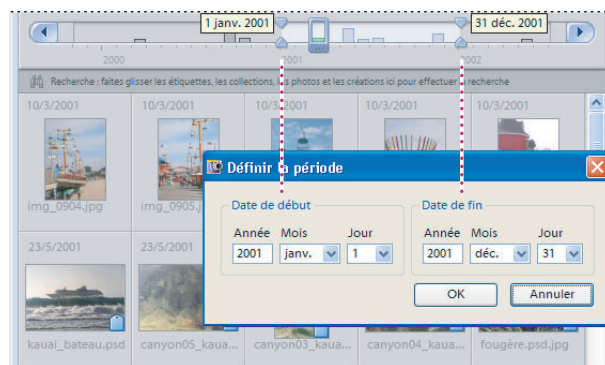 1 janv. 2001
31 déc. 2001
2000
2001
2002
Recherche : faites glisser les étiquettes, les collections, les photos et les créations ici pour effectuer recherche
10/3/2001 10/3/2001 10/3/2001 10/3/2001 10/3/2001
img_0904.jpg img_0905.j
Définir la période
Date de début
Date de fin
Année Mois Jour
Année Mois Jour
2001 janv. 1
2001 déc. 31
OK Annuler
23/5/2001 23/5/2001
kauai_bateau.psd canyon05_kaua... canyon03_kaua... canyon04_kaua... fougère.psd.jpg